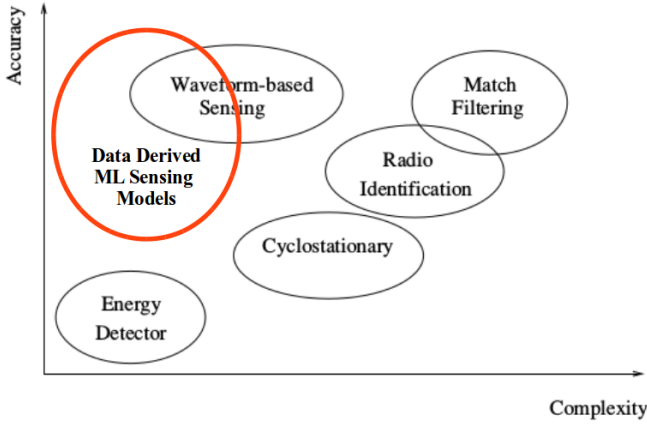 Accuracy
Waveform-based
Sensing
Match
Filtering
Data Derived
ML Sensing
Models
Radio
Identification
Cyclostationary
Energy
Detector
Complexity